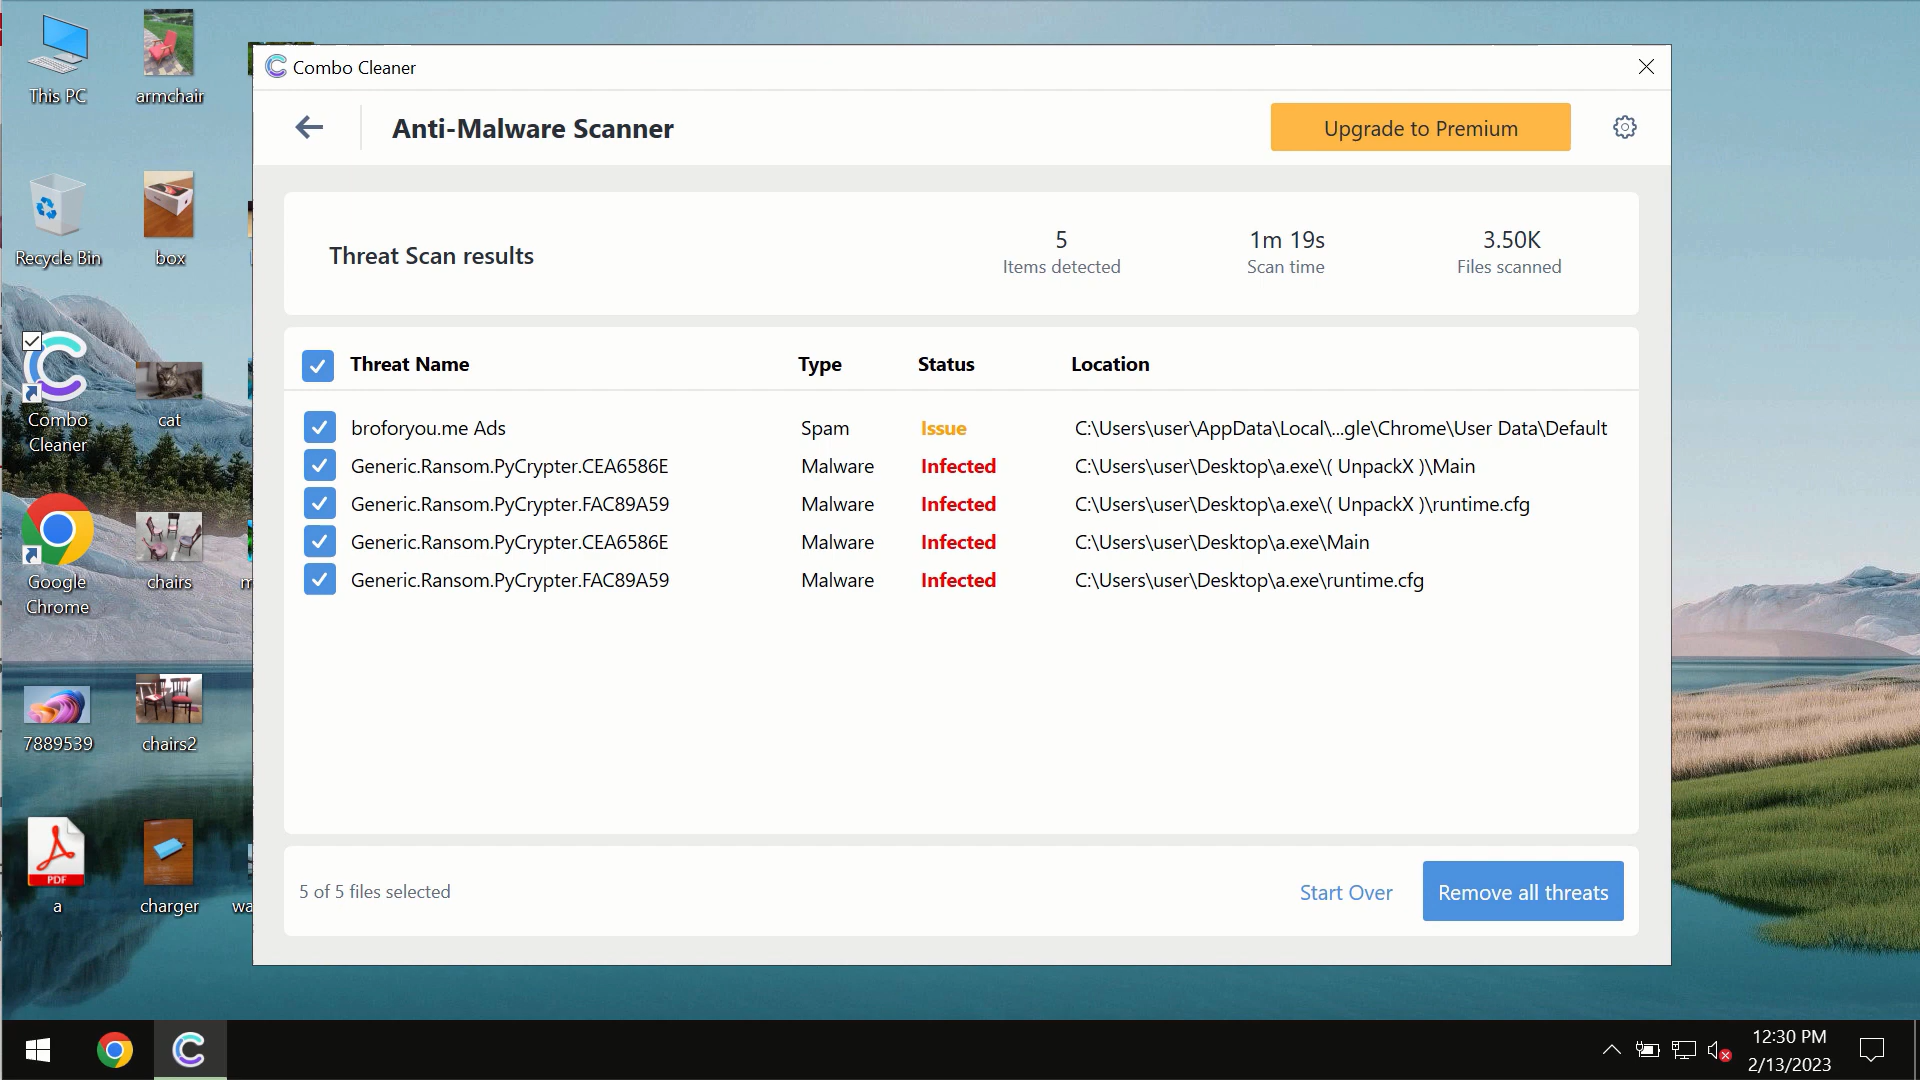 This PC
armchair
Recycle Bin
box
Combo
Cleaner
cat
Google
Chrome
chairs
7889539
chairs2
PDF
a
charger
wa
Combo Cleaner
Anti-Malware Scanner
Upgrade to Premium
Threat Scan results
5
Items detected
1m 19s
Scan time
3.50K
Files scanned
Threat Name Type Status Location
broforyou.me Ads Spam Issue C:\Users\user\AppData\Local\...gle\Chrome\User Data\Default
Generic.Ransom.PyCrypter.CEA6586E Malware Infected C:\Users\user\Desktop\a.exe\( UnpackX )\Main
Generic.Ransom.PyCrypter.FAC89A59 Malware Infected C:\Users\user\Desktop\a.exe\( UnpackX )\runtime.cfg
Generic.Ransom.PyCrypter.CEA6586E Malware Infected C:\Users\user\Desktop\a.exe\Main
Generic.Ransom.PyCrypter.FAC89A59 Malware Infected C:\Users\user\Desktop\a.exe\runtime.cfg
5 of 5 files selected
Start Over
Remove all threats
12:30 PM
2/13/2023